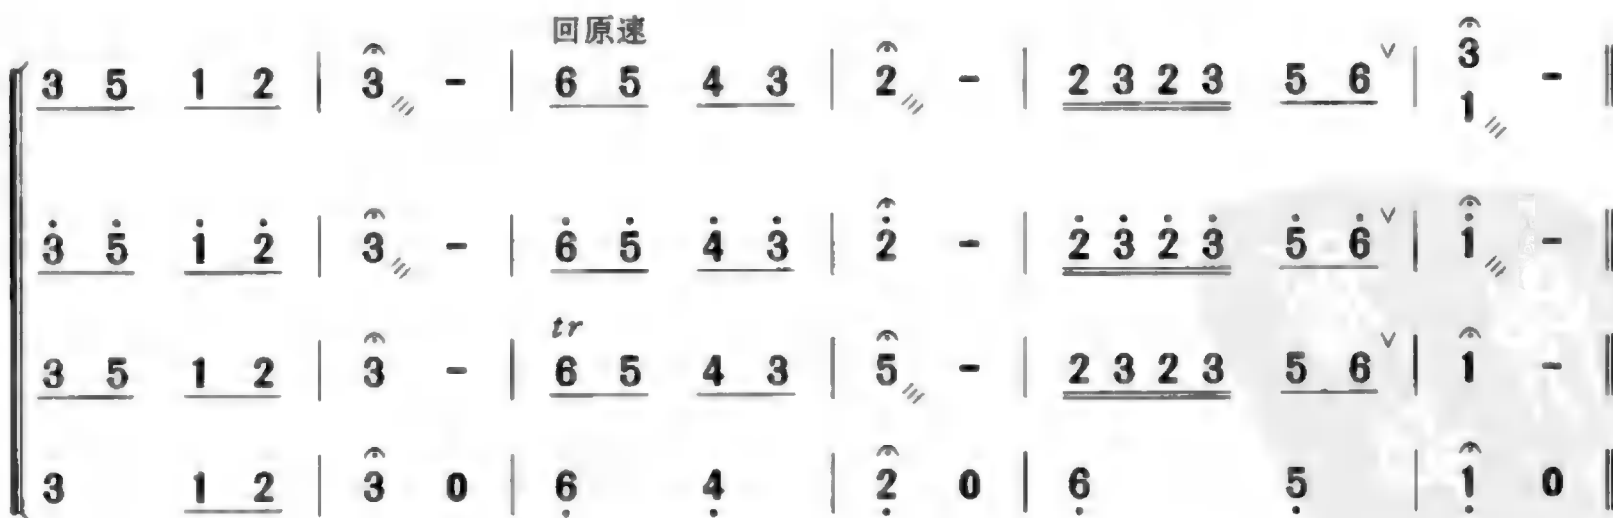 回原速
3 5 1 2 | 3 - | 6 5 4 3 | 2 - | 2 3 2 3 5 6 ∨ | 3 1 - ‖
3̇ 5̇ 1̇ 2̇ | 3̇ - | 6̇ 5̇ 4̇ 3̇ | 2̇ - | 2̇ 3̇ 2̇ 3̇ 5̇ 6̇ ∨ | 1̇ - ‖
tr
3 5 1 2 | 3 - | 6 5 4 3 | 5 - | 2 3 2 3 5 6 ∨ | 1 - ‖
3 1 2 | 3 0 | 6̣ 4̣ | 2̣ 0 | 6̣ 5̣ | 1̣ 0 ‖